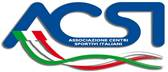 ACSI
ASSOCIAZIONE CENTRI
SPORTIVI ITALIANI